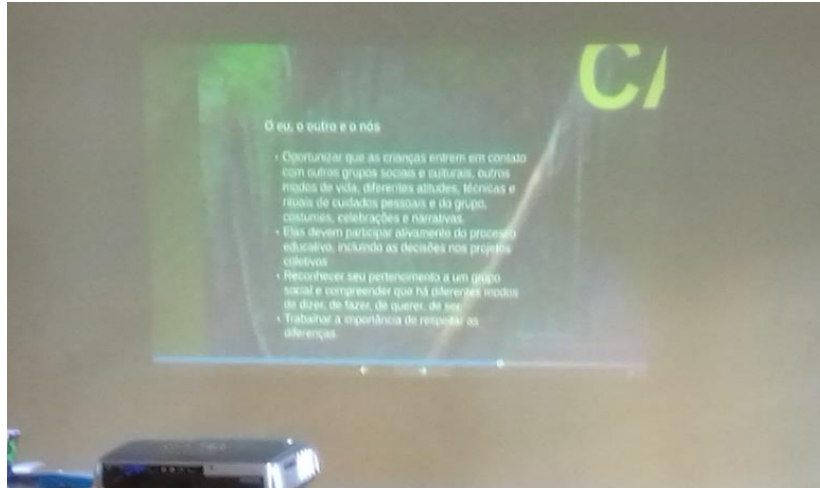 CA
O eu, o outro e o nós
• Oportunizar que as crianças entrem em contato
com outros grupos sociais e culturais, outros
modos de vida, diferentes atitudes, técnicas e
rituais de cuidados pessoais e do grupo,
costumes, celebrações e narrativas.
• Elas devem participar ativamente do processo
educativo, incluindo as decisões nos projetos
coletivos
• Reconhecer seu pertencimento a um grupo
social e compreender que há diferentes modos
de dizer, de fazer, de querer, de ser.
• Trabalhar a importância de respeitar as
diferenças